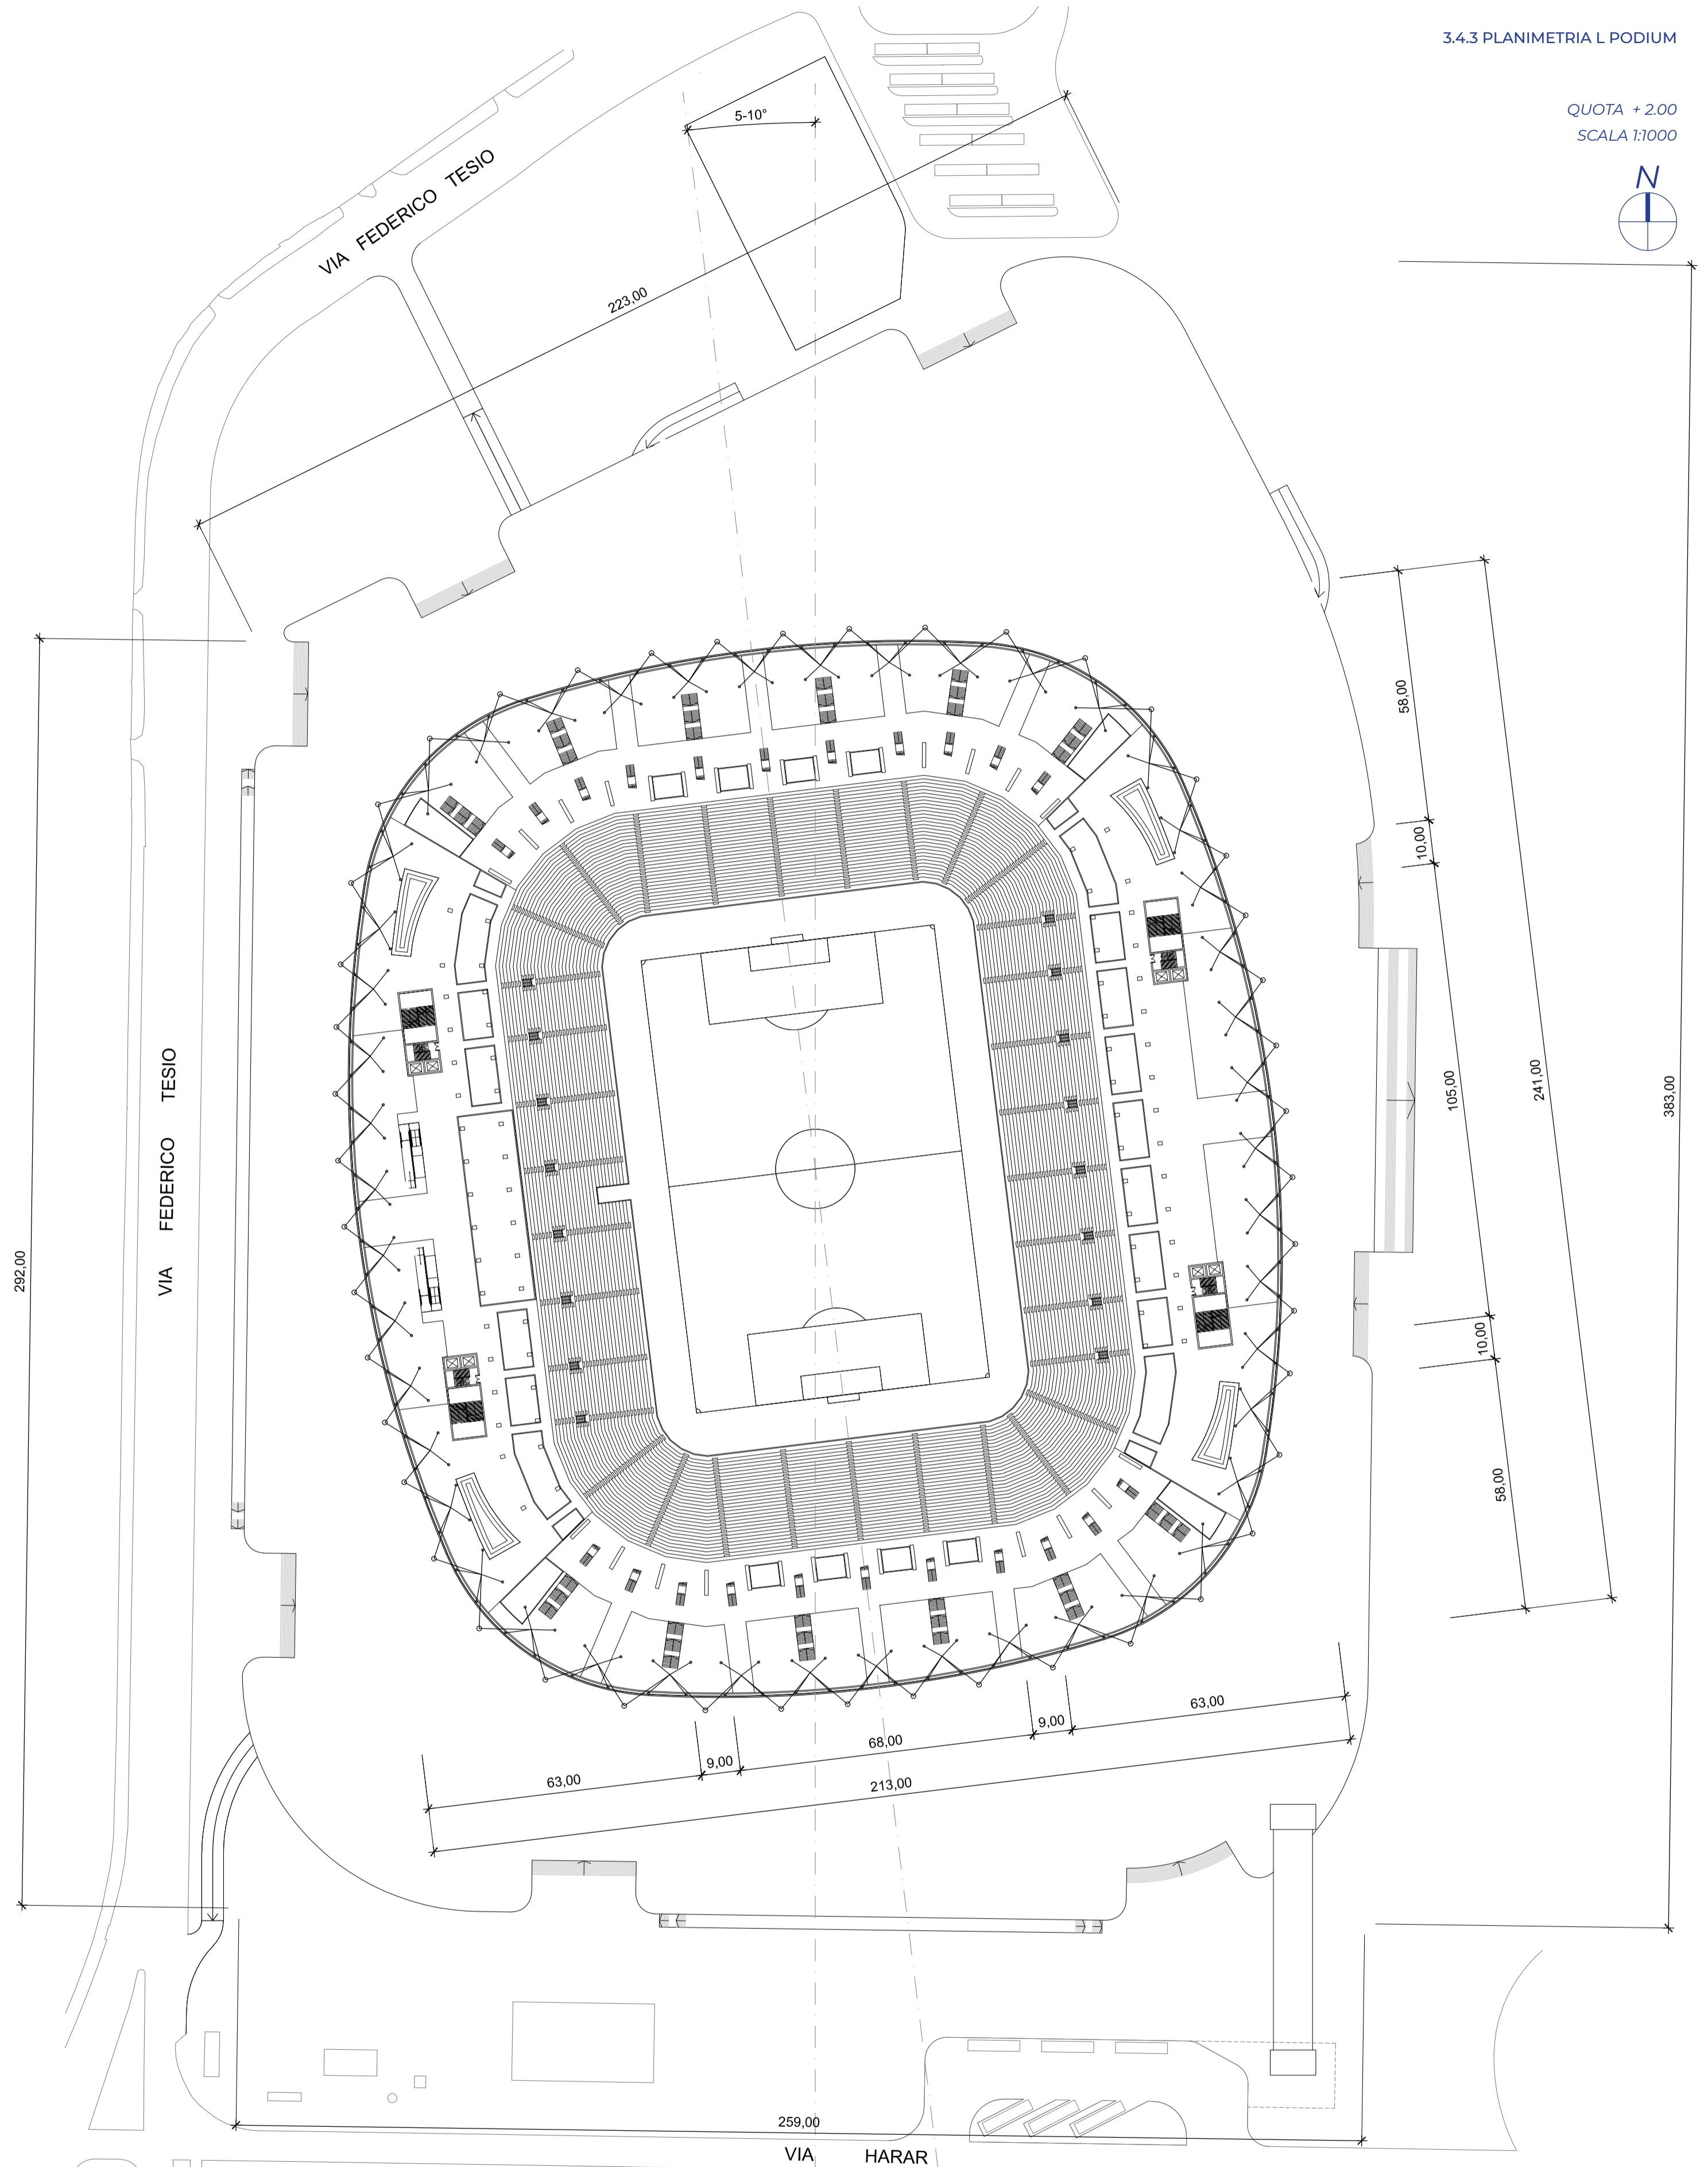 3.4.3 PLANIMETRIA L PODIUM
QUOTA + 2.00
SCALA 1:1000
N
5-10°
VIA FEDERICO TESIO
223,00
58,00
10,00
105,00
241,00
383,00
10,00
58,00
VIA FEDERICO TESIO
292,00
63,00
9,00
68,00
9,00
63,00
213,00
259,00
VIA HARAR